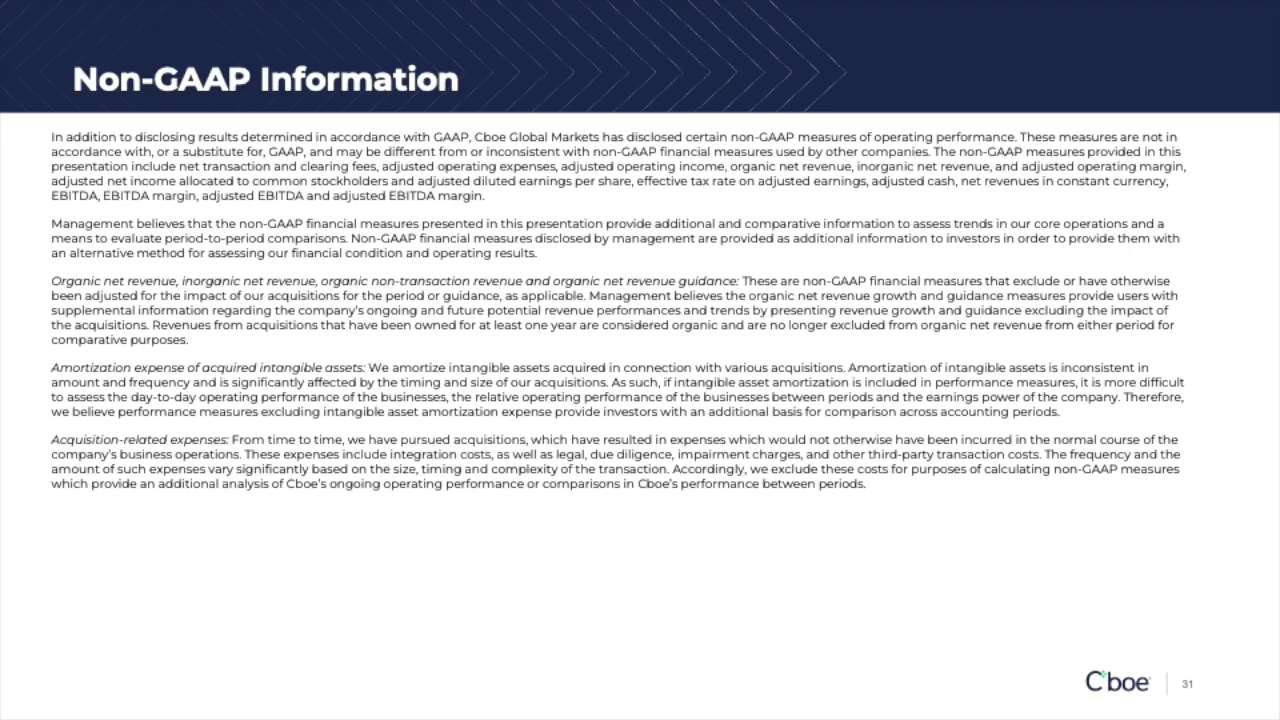 Non-GAAP Information
In addition to disclosing results determined in accordance with GAAP, Cboe Global Markets has disclosed certain non-GAAP measures of operating performance. These measures are not in
accordance with, or a substitute for, GAAP, and may be different from or inconsistent with non-GAAP financial measures used by other companies. The non-GAAP measures provided in this
presentation include net transaction and clearing fees, adjusted operating expenses, adjusted operating income, organic net revenue, inorganic net revenue, and adjusted operating margin,
adjusted net income allocated to common stockholders and adjusted diluted earnings per share, effective tax rate on adjusted earnings, adjusted cash, net revenues in constant currency,
EBITDA, EBITDA margin, adjusted EBITDA and adjusted EBITDA margin.
Management believes that the non-GAAP financial measures presented in this presentation provide additional and comparative information to assess trends in our core operations and a
means to evaluate period-to-period comparisons. Non-GAAP financial measures disclosed by management are provided as additional information to investors in order to provide them with
an alternative method for assessing our financial condition and operating results.
Organic net revenue, inorganic net revenue, organic non-transaction revenue and organic net revenue guidance: These are non-GAAP financial measures that exclude or have otherwise
been adjusted for the impact of our acquisitions for the period or guidance, as applicable. Management believes the organic net revenue growth and guidance measures provide users with
supplemental information regarding the company's ongoing and future potential revenue performances and trends by presenting revenue growth and guidance excluding the impact of
the acquisitions. Revenues from acquisitions that have been owned for at least one year are considered organic and are no longer excluded from organic net revenue from either period for
comparative purposes.
Amortization expense of acquired intangible assets: We amortize intangible assets acquired in connection with various acquisitions. Amortization of intangible assets is inconsistent in
amount and frequency and is significantly affected by the timing and size of our acquisitions. As such, if intangible asset amortization is included in performance measures, it is more difficult
to assess the day-to-day operating performance of the businesses, the relative operating performance of the businesses between periods and the earnings power of the company. Therefore,
we believe performance measures excluding intangible asset amortization expense provide investors with an additional basis for comparison across accounting periods.
Acquisition-related expenses: From time to time, we have pursued acquisitions, which have resulted in expenses which would not otherwise have been incurred in the normal course of the
company's business operations. These expenses include integration costs, as well as legal, due diligence, impairment charges, and other third-party transaction costs. The frequency and the
amount of such expenses vary significantly based on the size, timing and complexity of the transaction. Accordingly, we exclude these costs for purposes of calculating non-GAAP measures
which provide an additional analysis of Cboe's ongoing operating performance or comparisons in Cboe's performance between periods.
Cboe
31